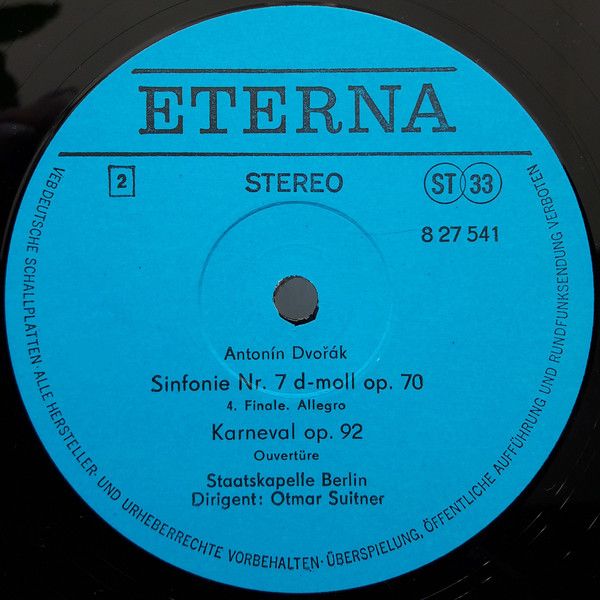 ETERNA
2
STEREO
ST 33
8 27 541
Antonín Dvořák
Sinfonie Nr. 7 d-moll op. 70
4. Finale. Allegro
Karneval op. 92
Ouvertüre
Staatskapelle Berlin
Dirigent: Otmar Suitner
VEB DEUTSCHE SCHALLPLATTEN · ALLE HERSTELLER- UND URHEBERRECHTE VORBEHALTEN · ÜBERSPIELUNG, ÖFFENTLICHE AUFFÜHRUNG UND RUNDFUNKSENDUNG VERBOTEN